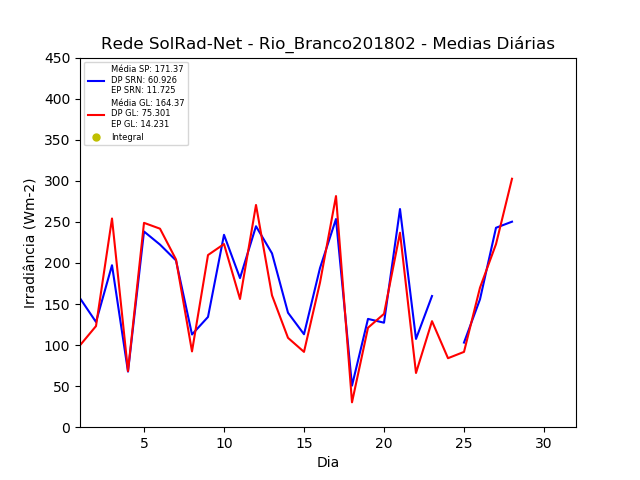 Rede SolRad-Net - Rio_Branco201802 - Medias Diárias
450
400
350
300
250
200
150
100
50
0
Irradiância (Wm-2)
Média SP: 171.37
DP SRN: 60.926
EP SRN: 11.725
Média GL: 164.37
DP GL: 75.301
EP GL: 14.231
Integral
5
10
15
20
25
30
Dia